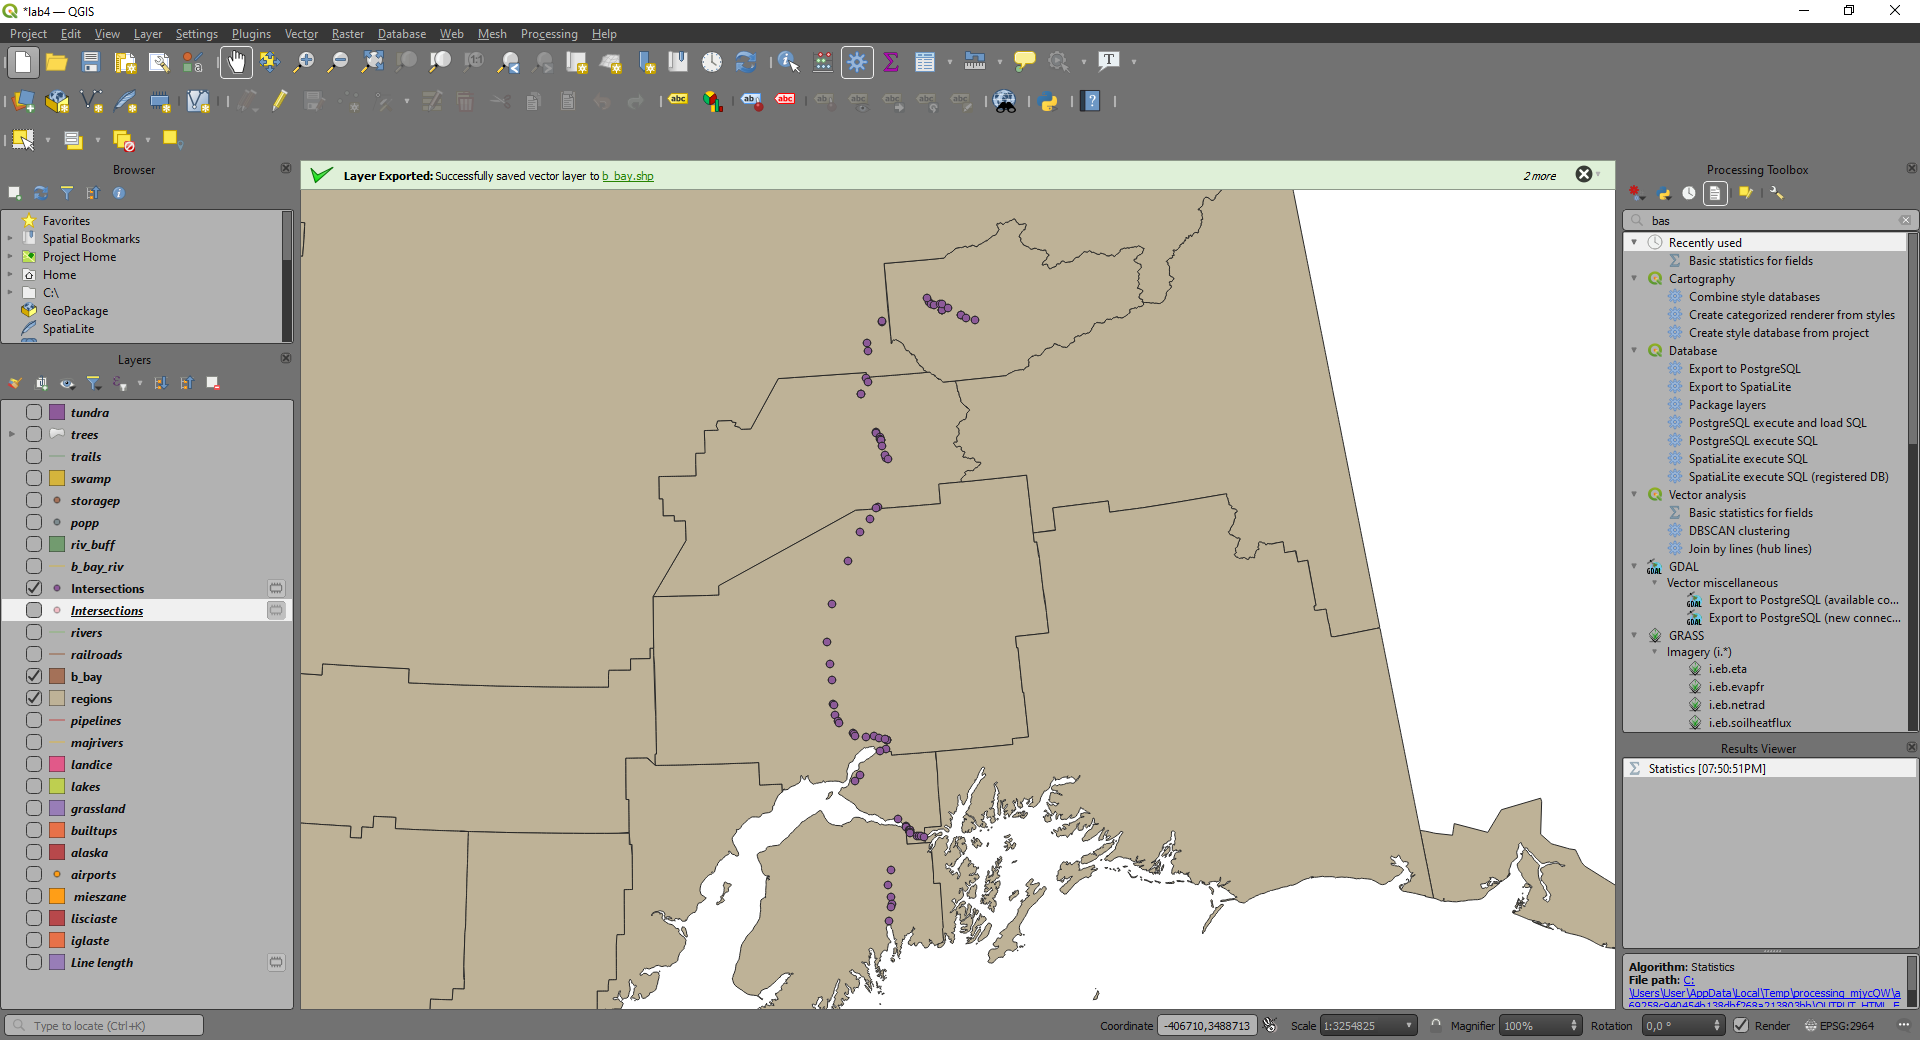 *lab4 — QGIS
Project Edit View Layer Settings Plugins Vector Raster Database Web Mesh Processing Help
Browser
Favorites
Spatial Bookmarks
Project Home
Home
C:\
GeoPackage
SpatiaLite
Layers
tundra
trees
trails
swamp
storagep
popp
riv_buff
b_bay_riv
Intersections
Intersections
rivers
railroads
b_bay
regions
pipelines
majrivers
landice
lakes
grassland
builtups
alaska
airports
mieszane
lisciaste
iglaste
Line length
Layer Exported: Successfully saved vector layer to b_bay.shp
2 more
Processing Toolbox
bas
Recently used
Basic statistics for fields
Cartography
Combine style databases
Create categorized renderer from styles
Create style database from project
Database
Export to PostgreSQL
Export to SpatiaLite
Package layers
PostgreSQL execute and load SQL
PostgreSQL execute SQL
SpatiaLite execute SQL
SpatiaLite execute SQL (registered DB)
Vector analysis
Basic statistics for fields
DBSCAN clustering
Join by lines (hub lines)
GDAL
Vector miscellaneous
Export to PostgreSQL (available co...
Export to PostgreSQL (new connec...
GRASS
Imagery (i.*)
i.eb.eta
i.eb.evapfr
i.eb.netrad
i.eb.soilheatflux
Results Viewer
Statistics [07:50:51PM]
Algorithm: Statistics
File path: C:
Type to locate (Ctrl+K)
Coordinate -406710,3488713 Scale 1:3254825 Magnifier 100% Rotation 0,0 ° Render EPSG:2964